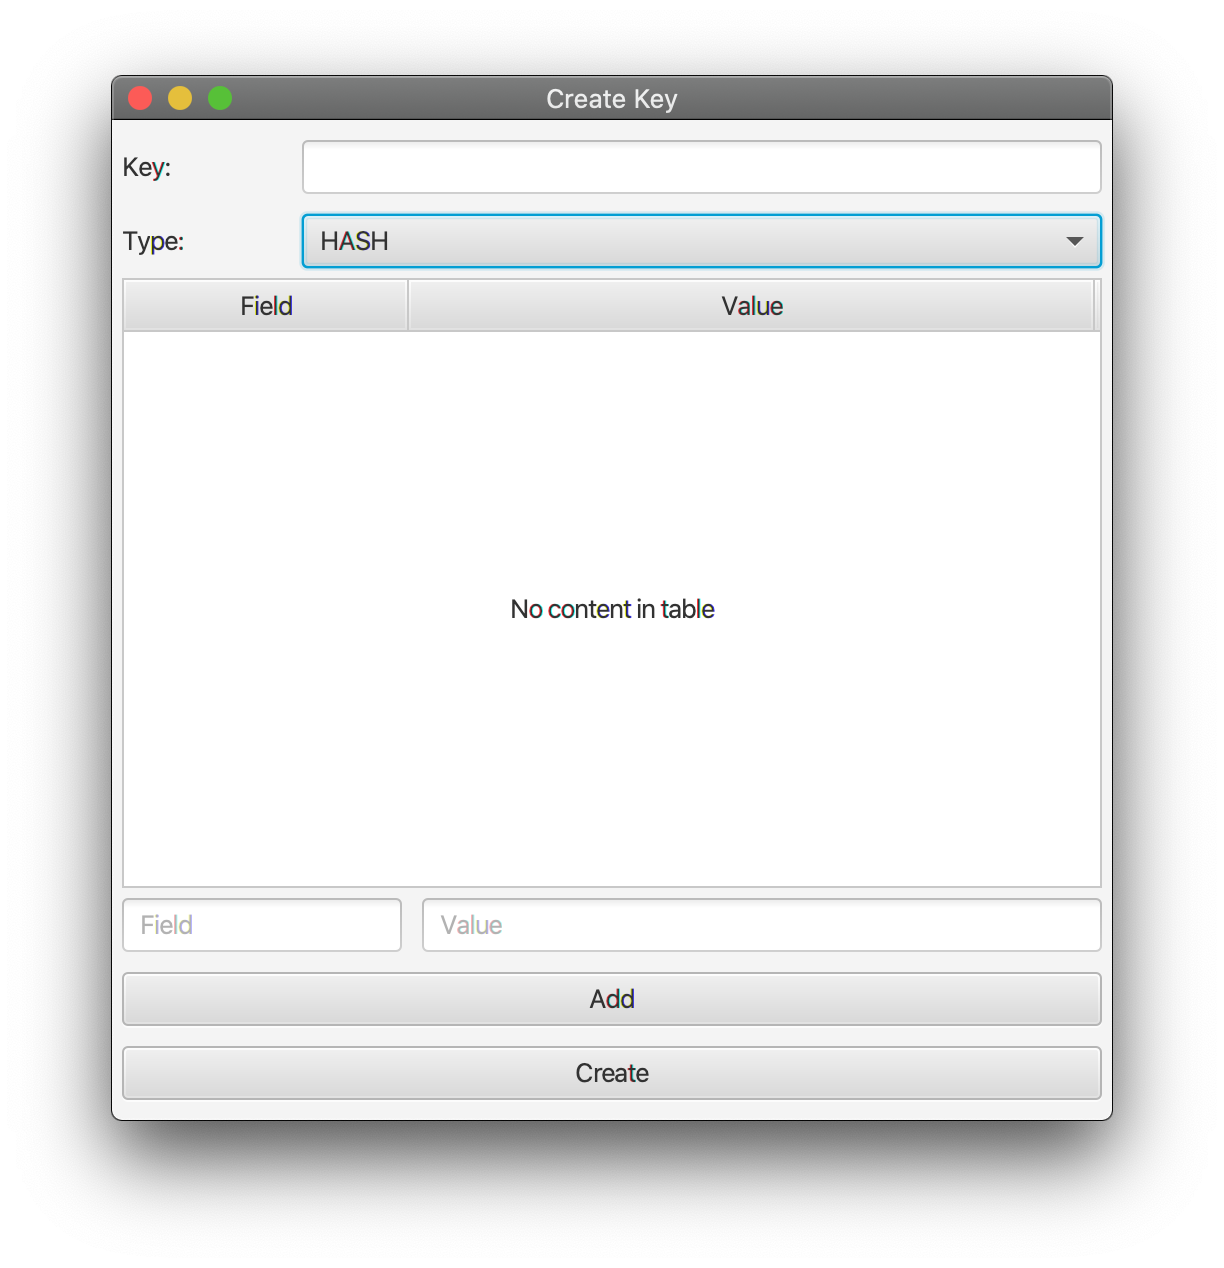 Create Key
Key:
Type: HASH
Field Value
No content in table
Field Value
Add
Create